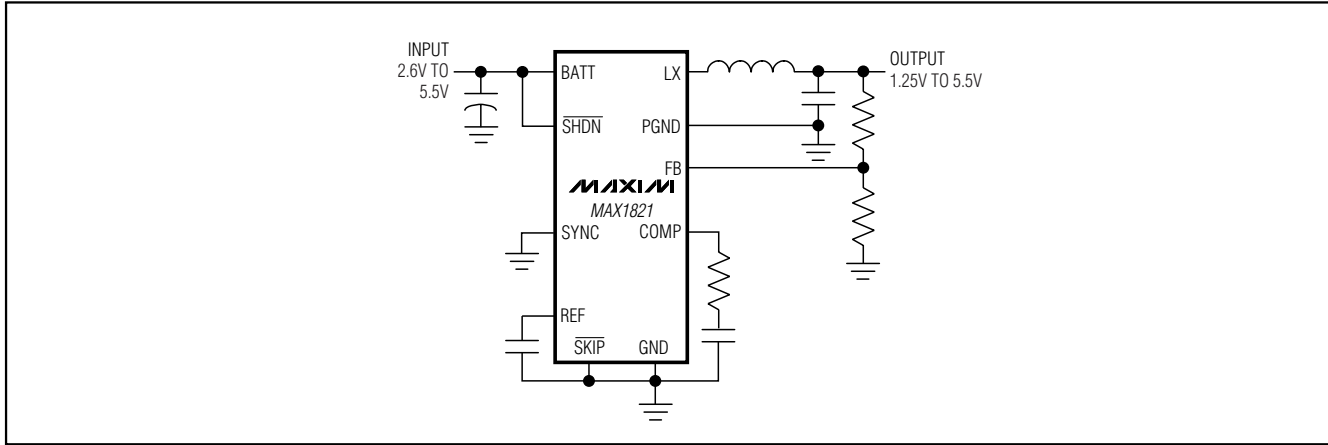 INPUT
2.6V TO
5.5V
BATT
LX
OUTPUT
1.25V TO 5.5V
SHDN
PGND
FB
MAXIM
MAX1821
SYNC
COMP
REF
SKIP
GND